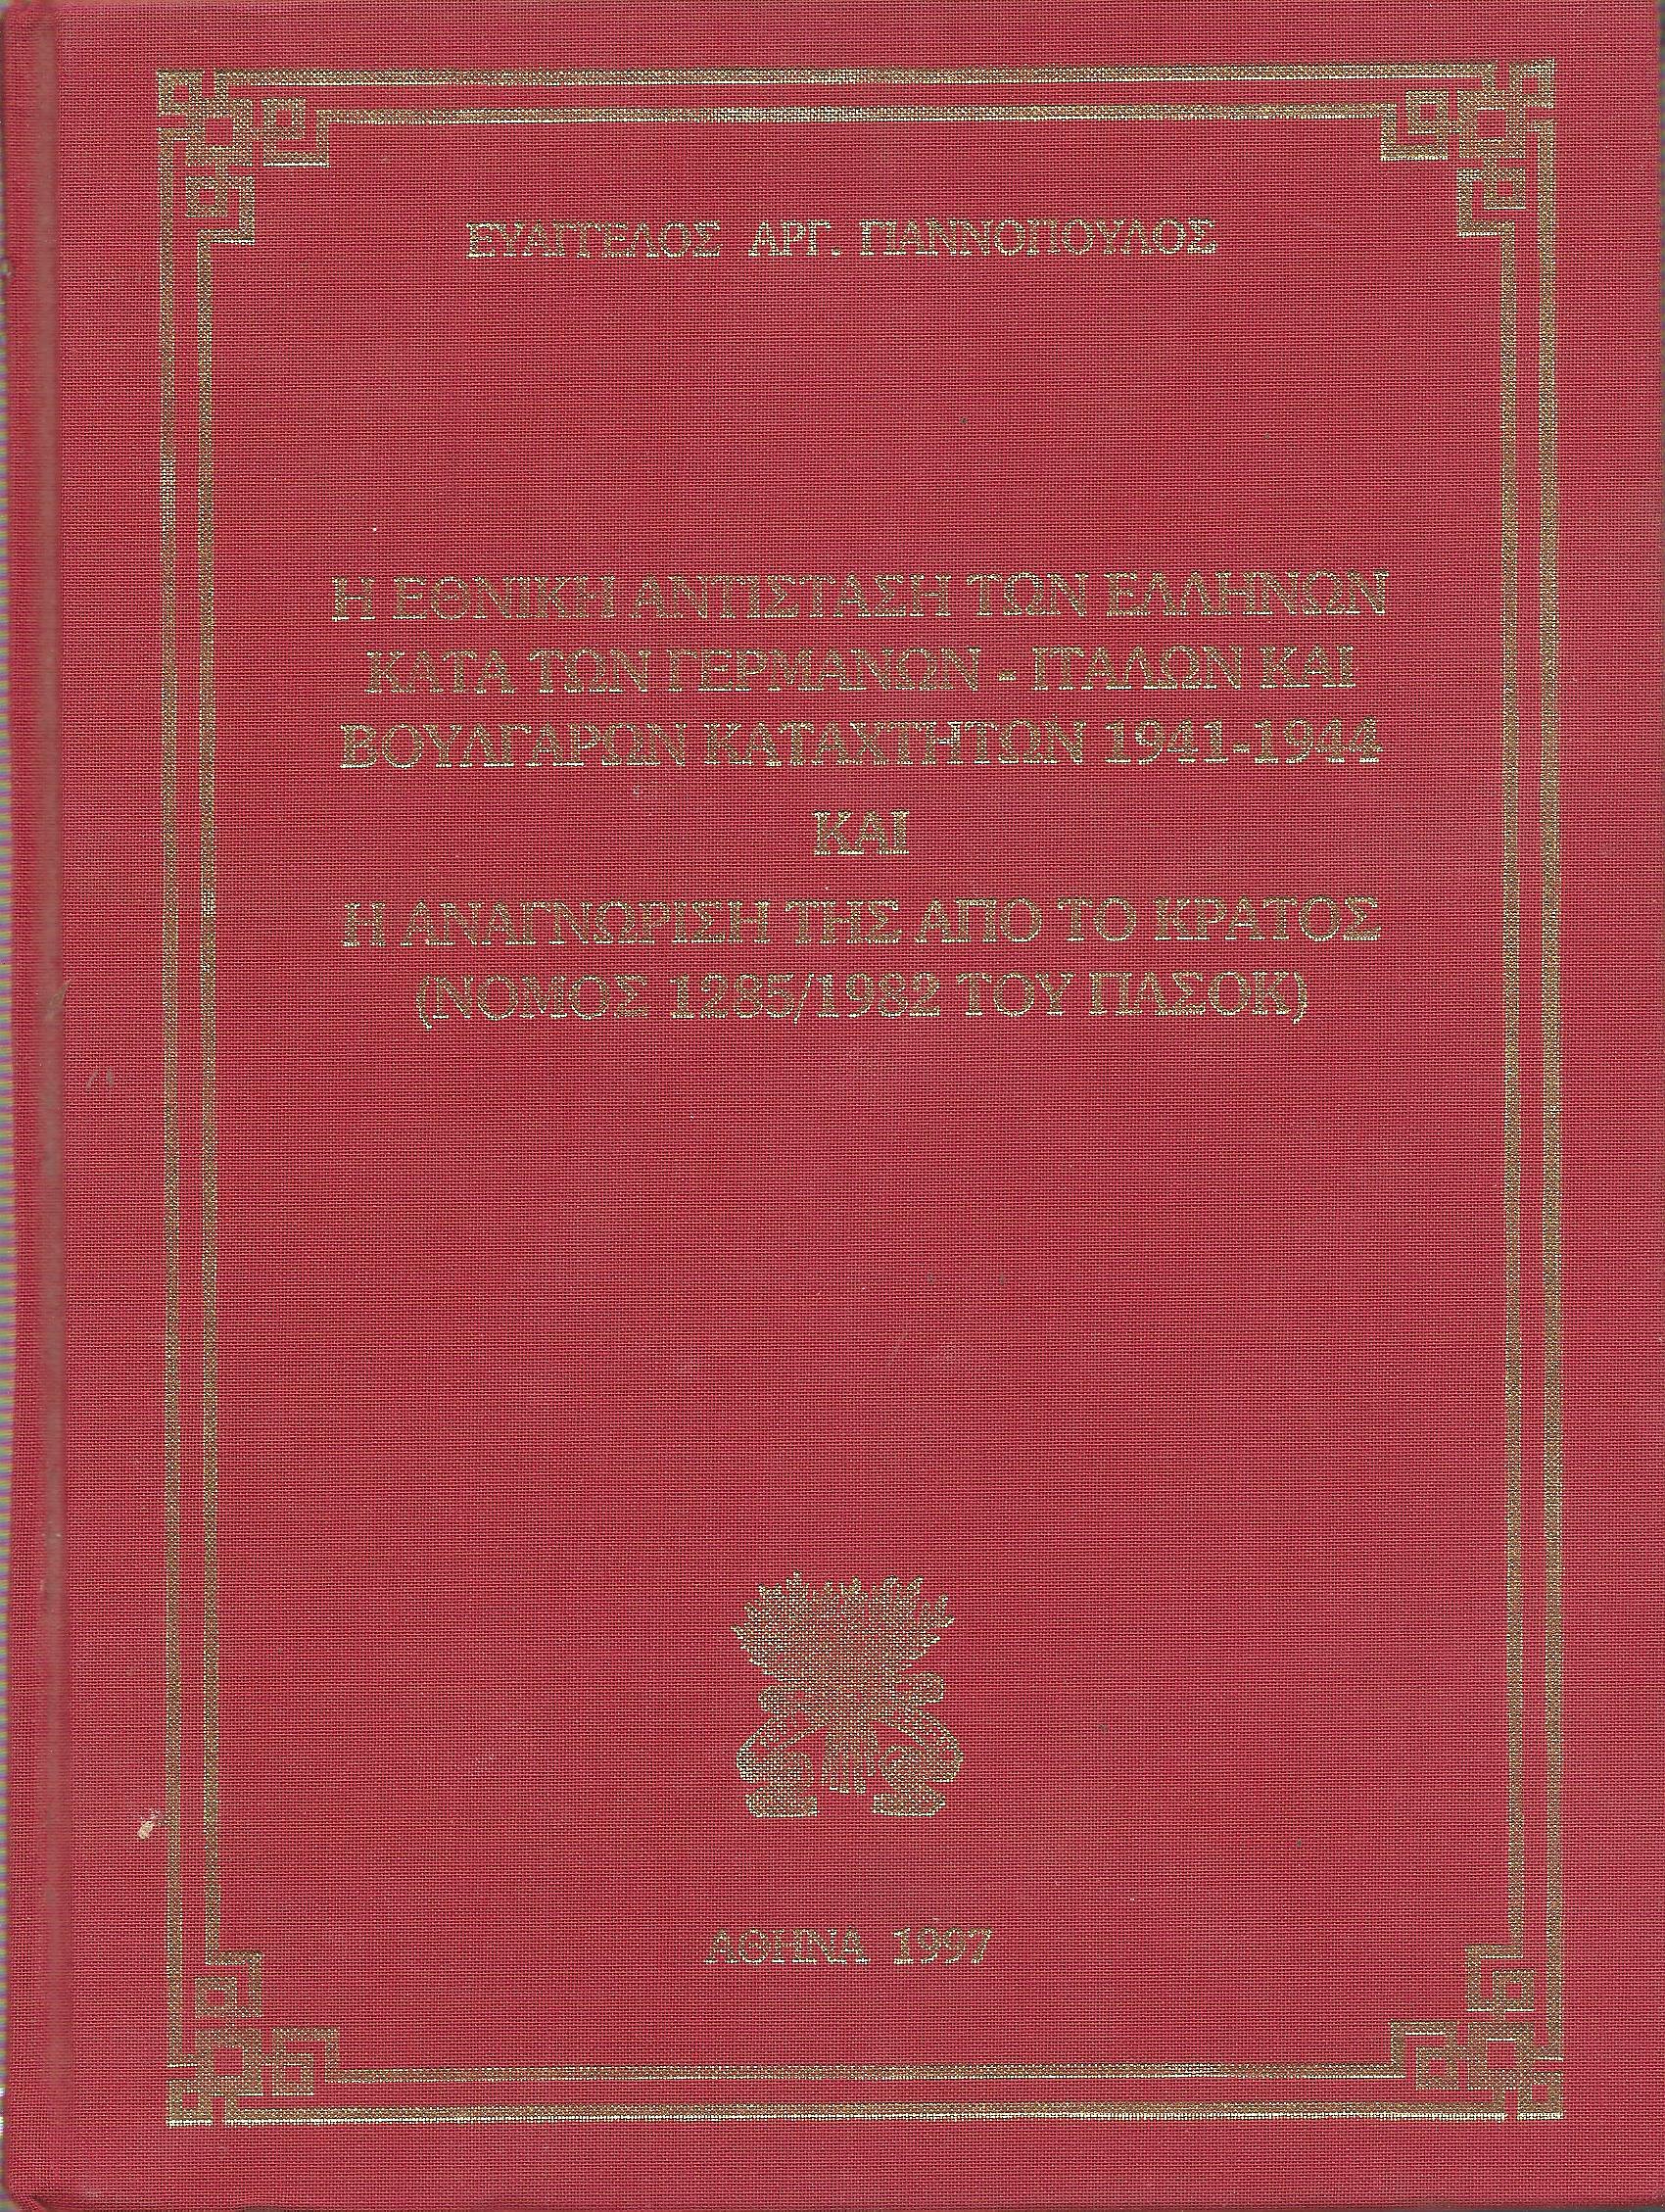 ΕΥΑΓΓΕΛΟΣ ΑΡΓ. ΓΙΑΝΝΟΠΟΥΛΟΣ
Η ΕΘΝΙΚΗ ΑΝΤΙΣΤΑΣΗ ΤΩΝ ΕΛΛΗΝΩΝ
ΚΑΤΑ ΤΩΝ ΓΕΡΜΑΝΩΝ - ΙΤΑΛΩΝ ΚΑΙ
ΒΟΥΛΓΑΡΩΝ ΚΑΤΑΧΤΗΤΩΝ 1941-1944
ΚΑΙ
Η ΑΝΑΓΝΩΡΙΣΗ ΤΗΣ ΑΠΟ ΤΟ ΚΡΑΤΟΣ
(ΝΟΜΟΣ 1285/1982 ΤΟΥ ΠΑΣΟΚ)
ΑΘΗΝΑ 1997